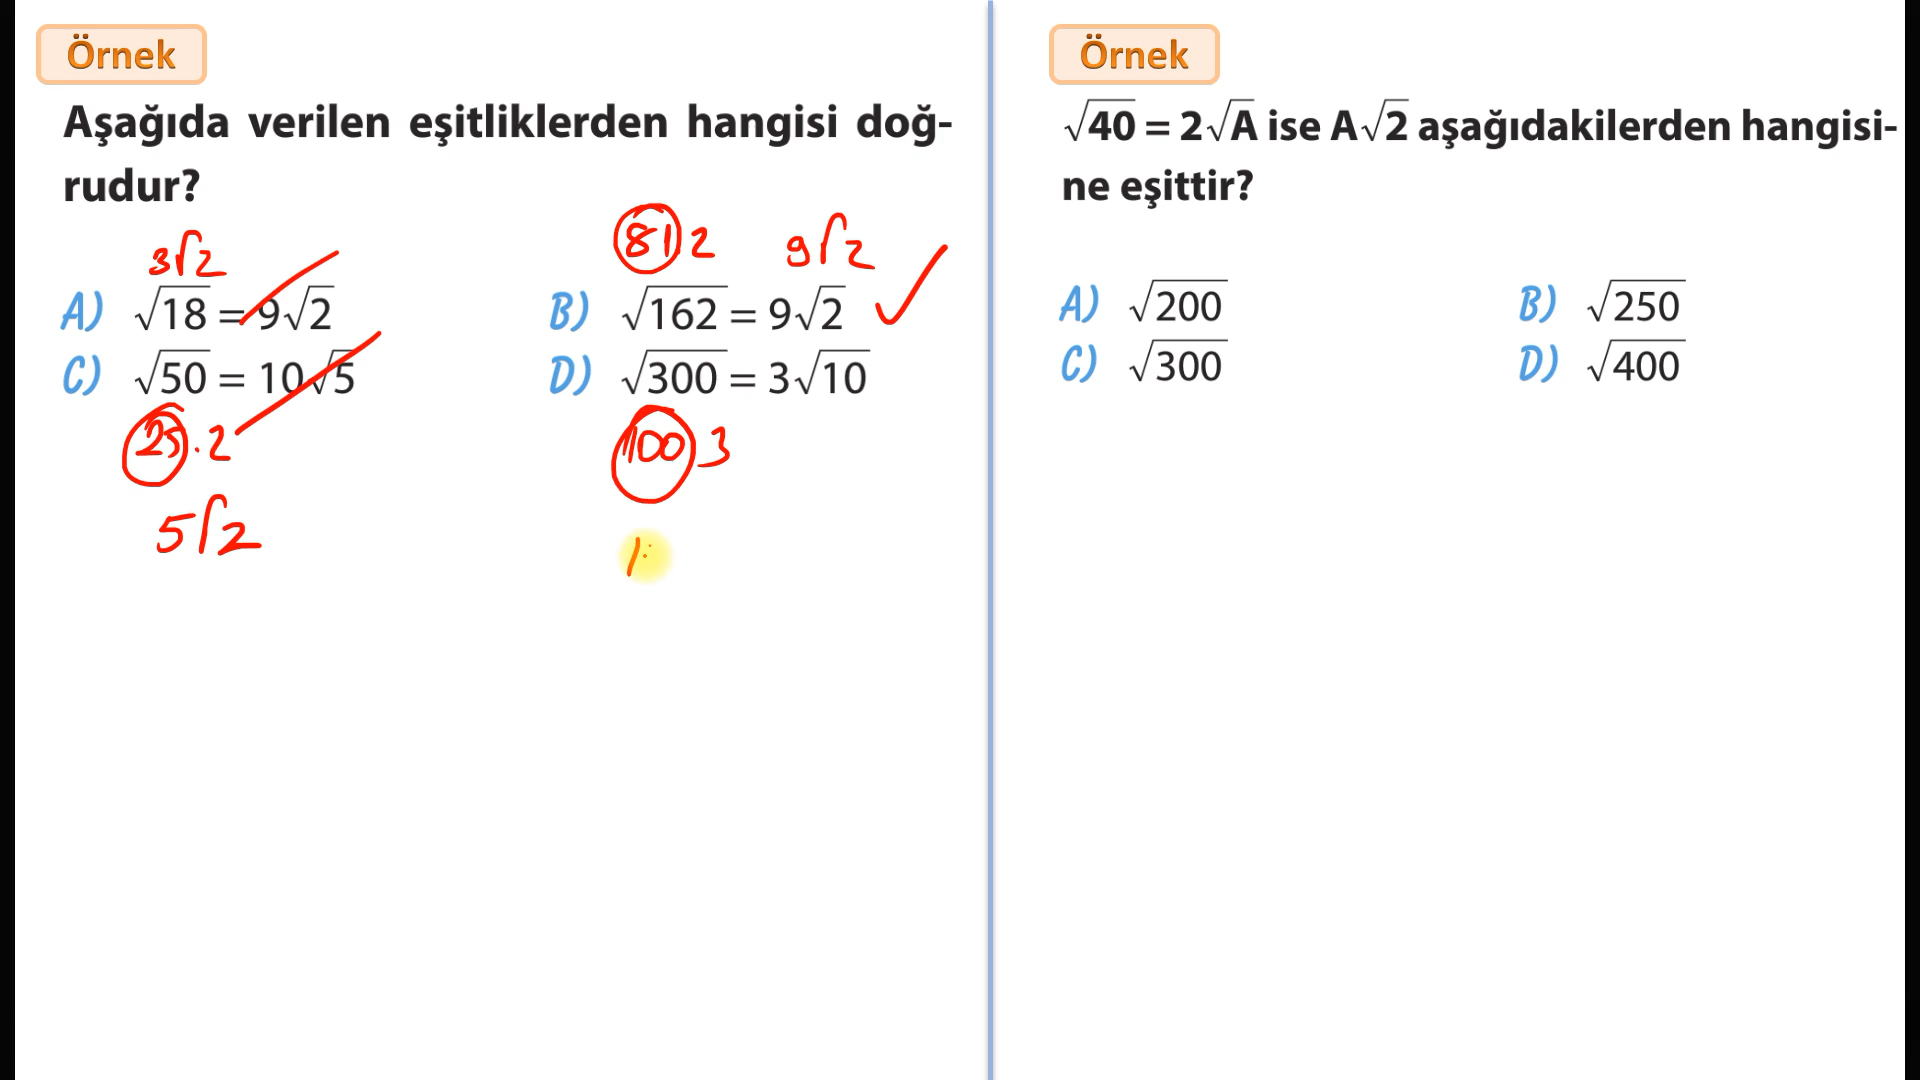 Örnek
Aşağıda verilen eşitliklerden hangisi doğ-
rudur?
3√2
81 2 9√2
A) √18 = 9√2 B) √162 = 9√2
C) √50 = 10√5 D) √300 = 3√10
25.2 100 3
5√2
Örnek
√40 = 2√A ise A√2 aşağıdakilerden hangisi-
ne eşittir?
A) √200 B) √250
C) √300 D) √400